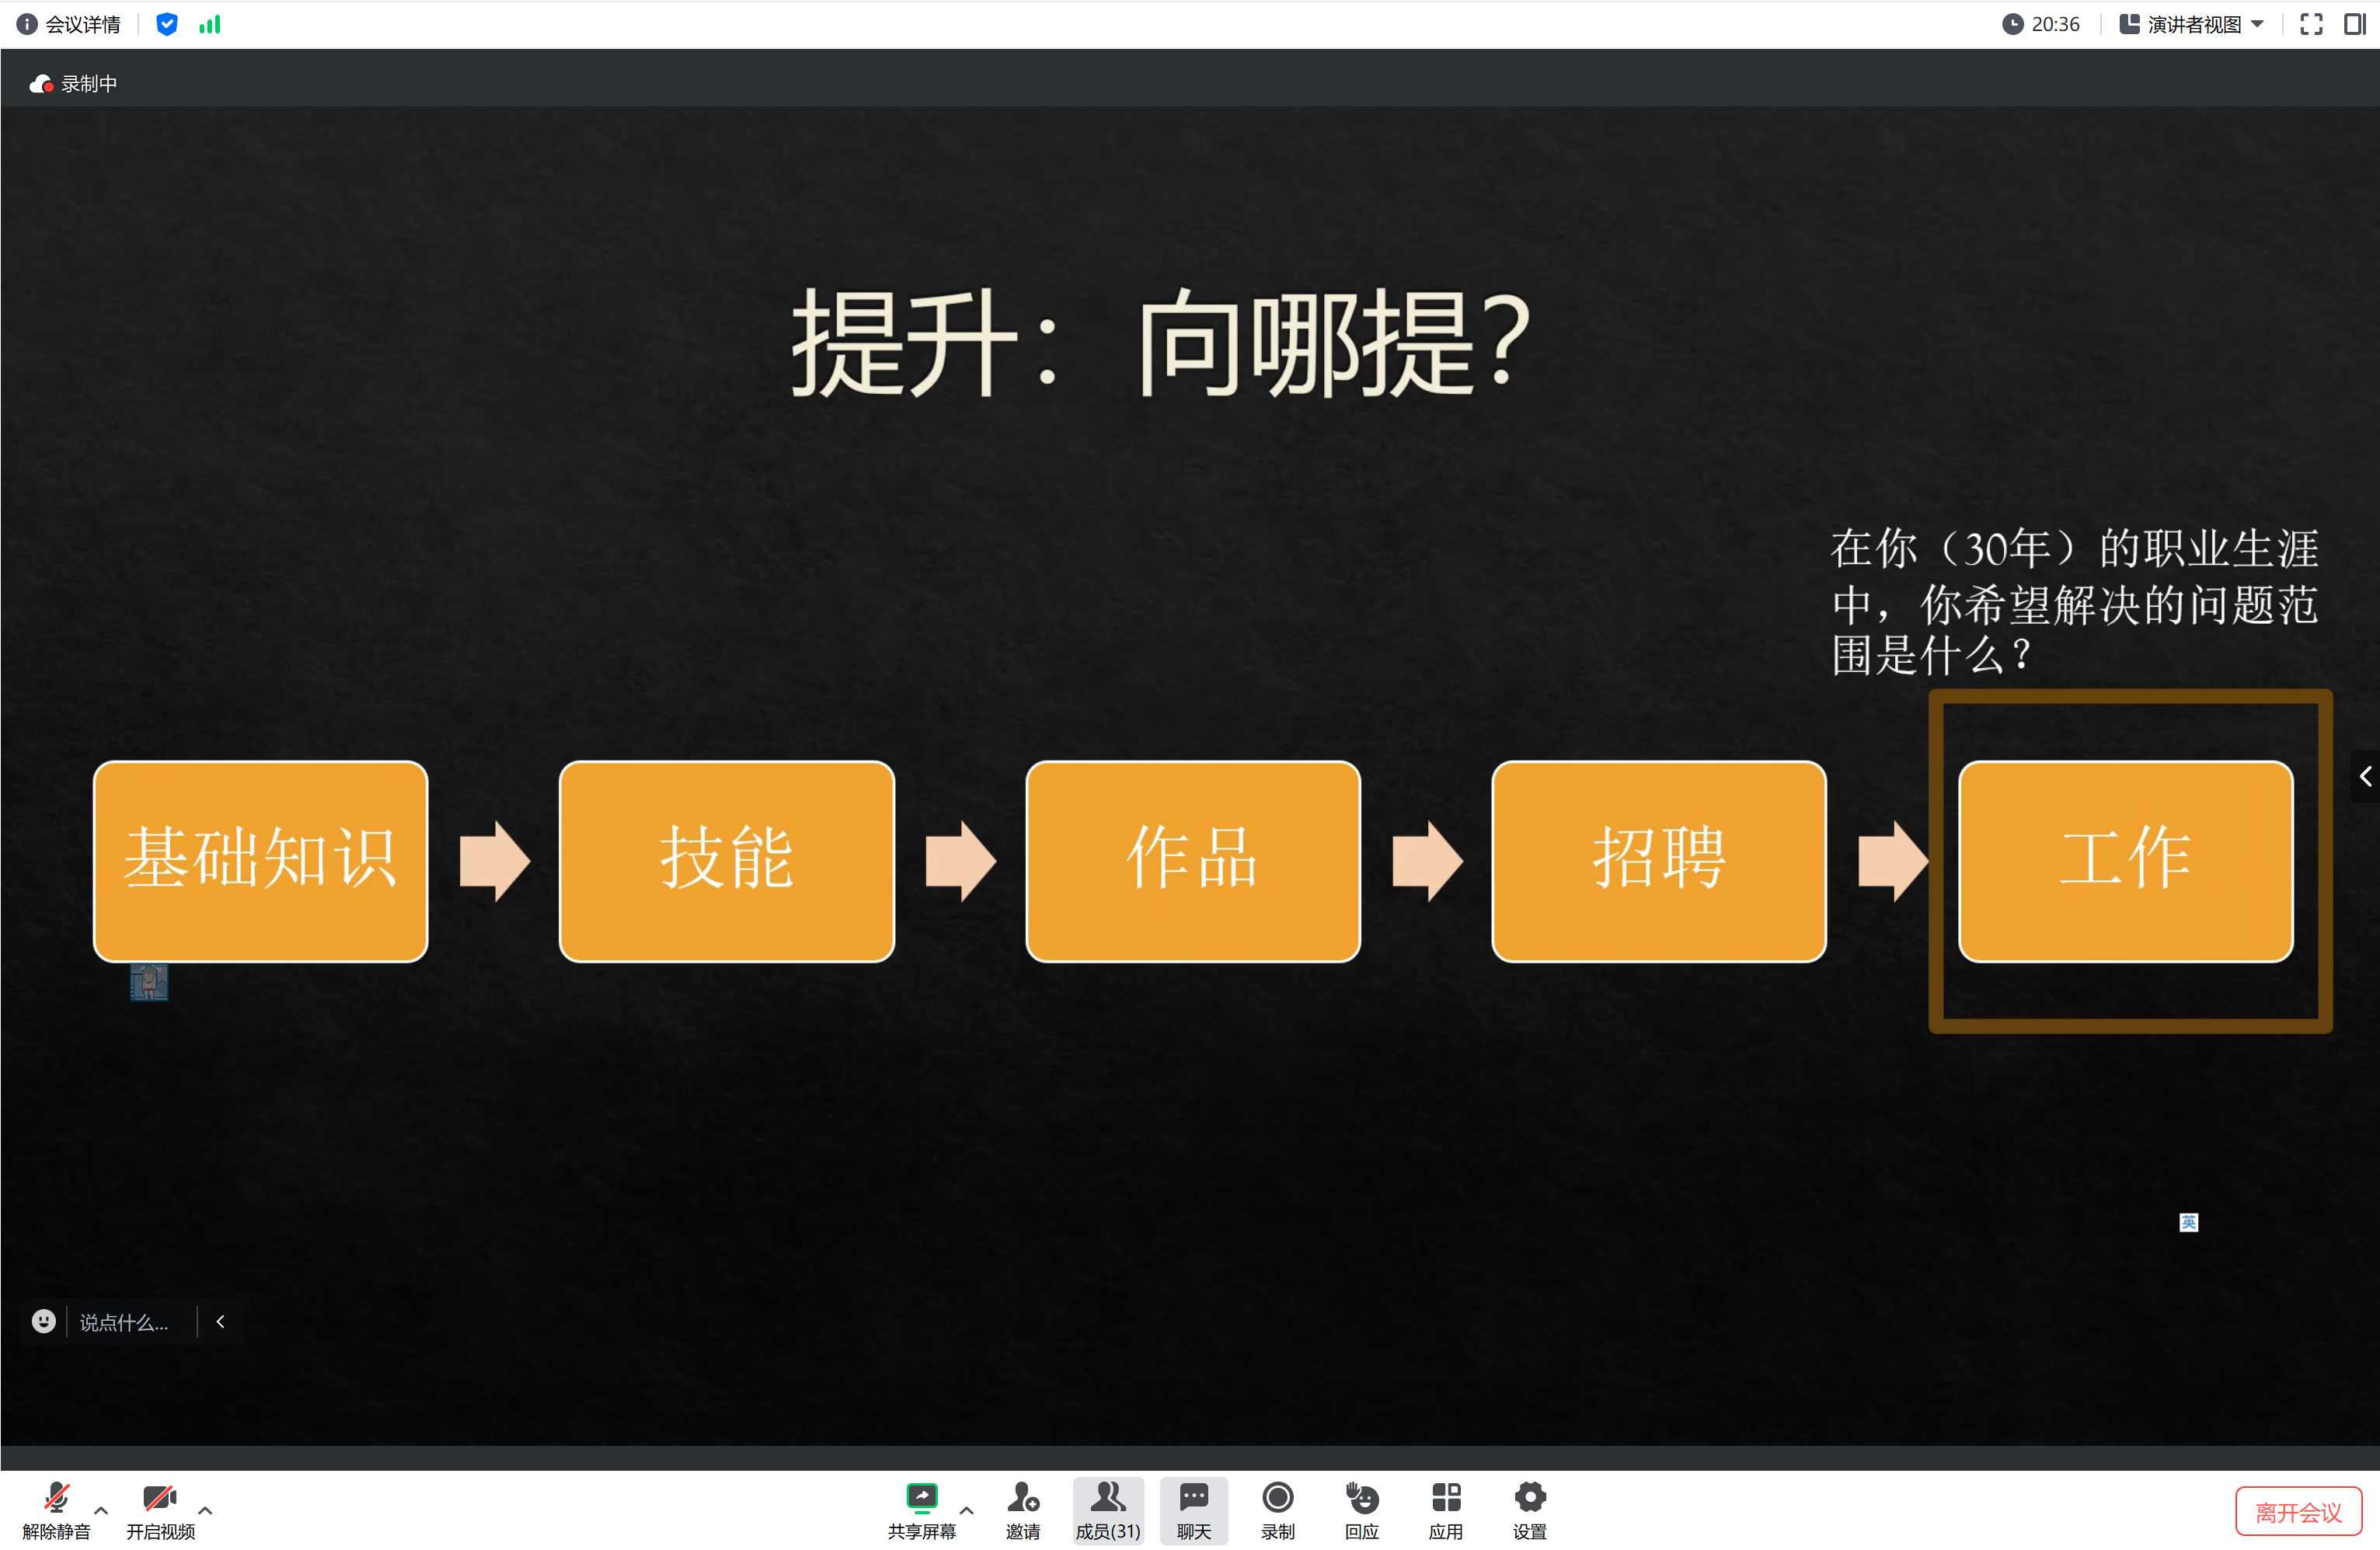 会议详情
20:36
演讲者视图
录制中
提升：向哪提？
在你（30年）的职业生涯
中，你希望解决的问题范
围是什么？
基础知识
技能
作品
招聘
工作
英
说点什么...
解除静音
开启视频
共享屏幕
邀请
成员(31)
聊天
录制
回应
应用
设置
离开会议